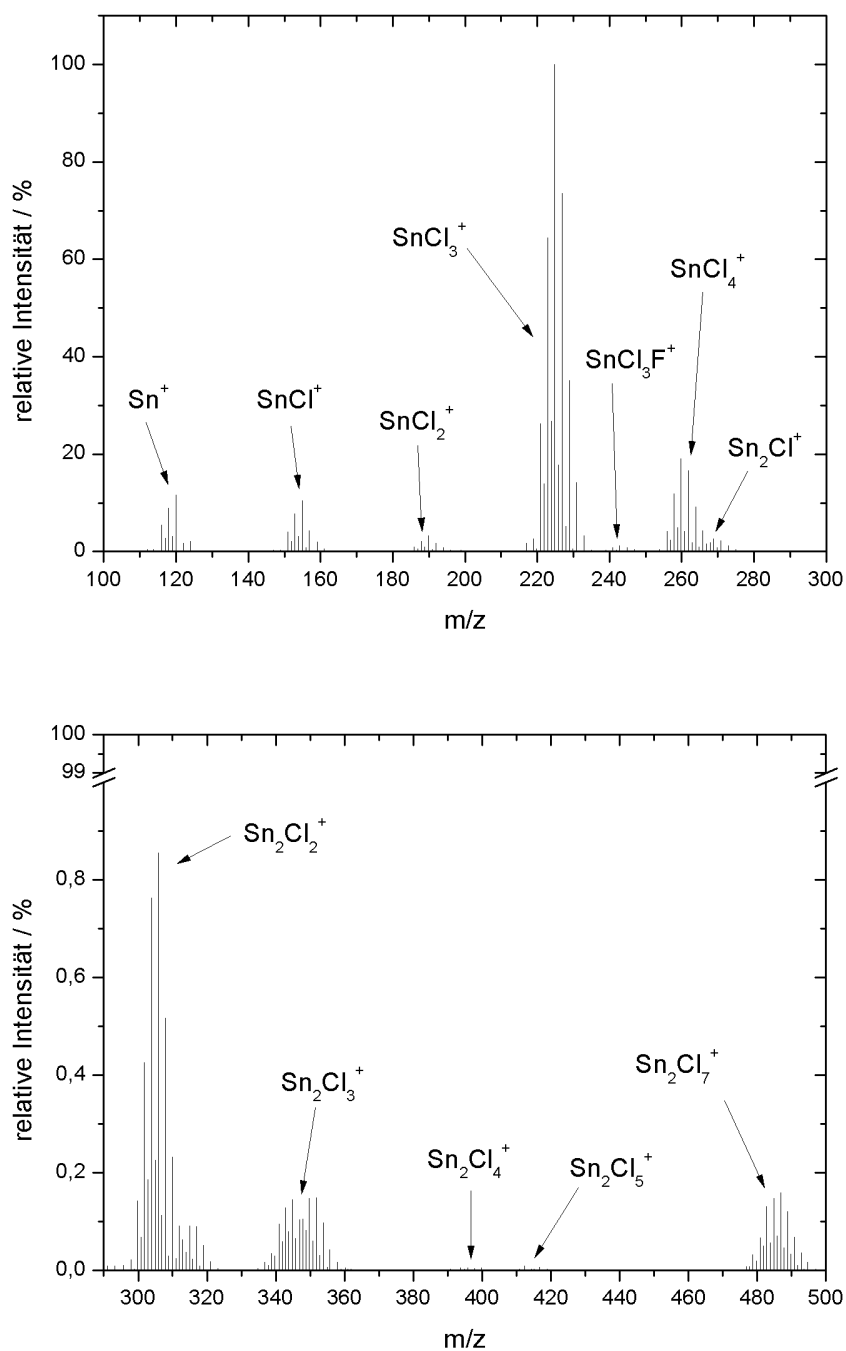 100
80
60
40
20
0
relative Intensität / %
Sn⁺
SnCl⁺
SnCl₂⁺
SnCl₃⁺
SnCl₃F⁺
SnCl₄⁺
Sn₂Cl⁺
100 120 140 160 180 200 220 240 260 280 300
m/z
100
99
0,8
0,6
0,4
0,2
0,0
relative Intensität / %
Sn₂Cl₂⁺
Sn₂Cl₃⁺
Sn₂Cl₄⁺
Sn₂Cl₅⁺
Sn₂Cl₇⁺
300 320 340 360 380 400 420 440 460 480 500
m/z